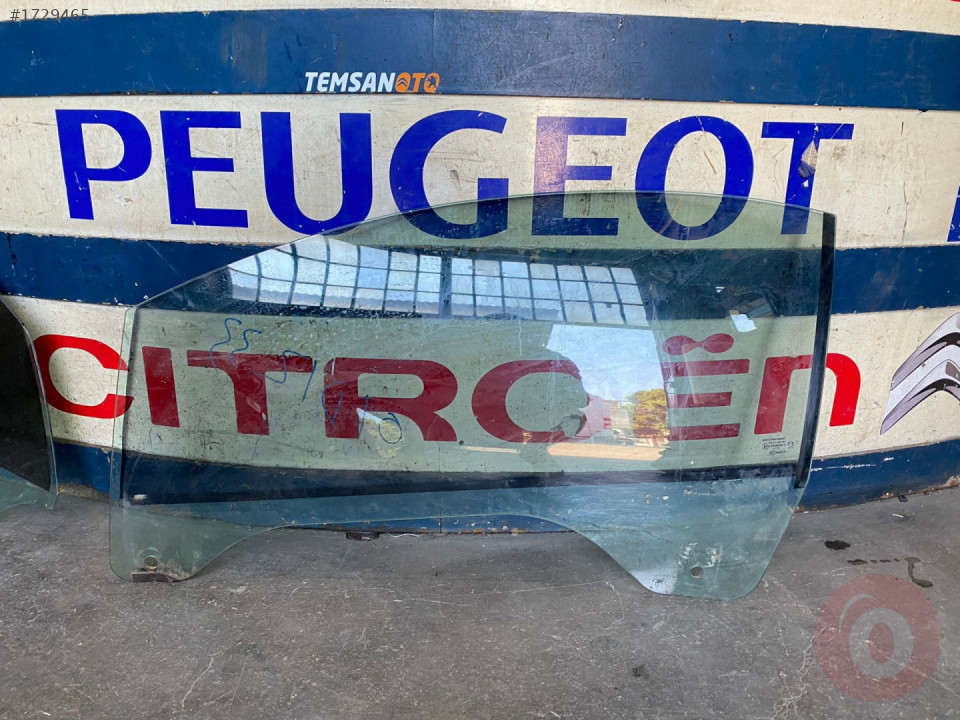 #1729465
TEMSANOTO
PEUGEOT
CITROËN